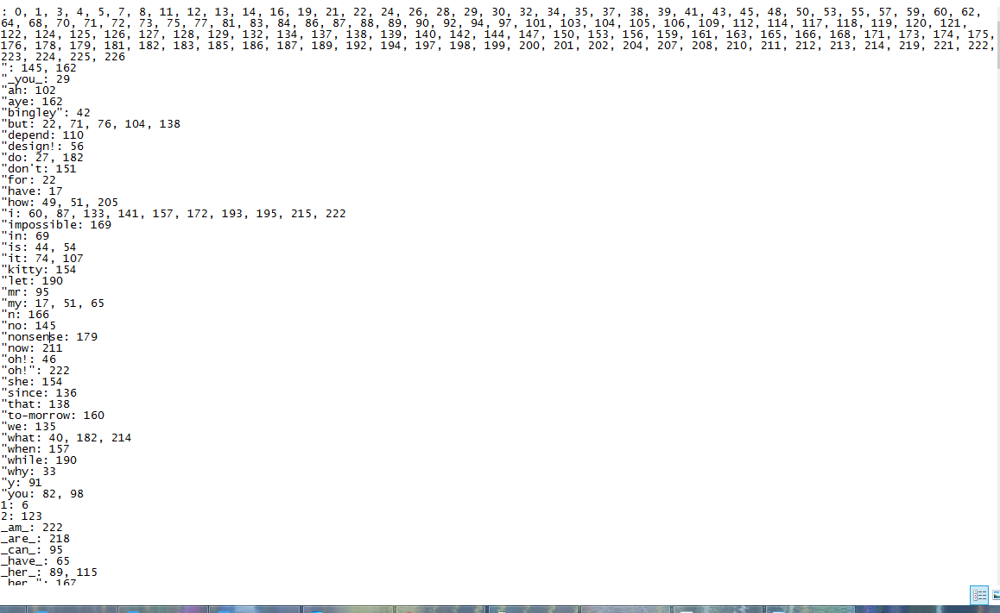 : 0, 1, 3, 4, 5, 7, 8, 11, 12, 13, 14, 16, 19, 21, 22, 24, 26, 28, 29, 30, 32, 34, 35, 37, 38, 39, 41, 43, 45, 48, 50, 53, 55, 57, 59, 60, 62,
64, 68, 70, 71, 72, 73, 75, 77, 81, 83, 84, 86, 87, 88, 89, 90, 92, 94, 97, 101, 103, 104, 105, 106, 109, 112, 114, 117, 118, 119, 120, 121,
122, 124, 125, 126, 127, 128, 129, 132, 134, 137, 138, 139, 140, 142, 144, 147, 150, 153, 156, 159, 161, 163, 165, 166, 168, 171, 173, 174, 175,
176, 178, 179, 181, 182, 183, 185, 186, 187, 189, 192, 194, 197, 198, 199, 200, 201, 202, 204, 207, 208, 210, 211, 212, 213, 214, 219, 221, 222,
223, 224, 225, 226
": 145, 162
"_you_: 29
"ah: 102
"aye: 162
"bingley": 42
"but: 22, 71, 76, 104, 138
"depend: 110
"design!: 56
"do: 27, 182
"don't: 151
"for: 22
"have: 17
"how: 49, 51, 205
"i: 60, 87, 133, 141, 157, 172, 193, 195, 215, 222
"impossible: 169
"in: 69
"is: 44, 54
"it: 74, 107
"kitty: 154
"let: 190
"mr: 95
"my: 17, 51, 65
"n: 166
"no: 145
"nonsense: 179
"now: 211
"oh!: 46
"oh!": 222
"she: 154
"since: 136
"that: 138
"to-morrow: 160
"we: 135
"what: 40, 182, 214
"when: 157
"while: 190
"why: 33
"y: 91
"you: 82, 98
1: 6
2: 123
_am_: 222
_are_: 218
_can_: 95
_have_: 65
_her_: 89, 115
_her_": 167